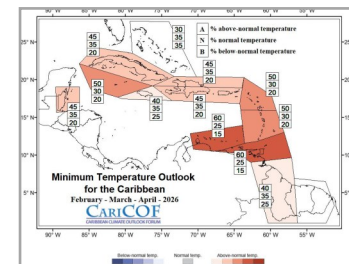 A % above-normal temperature
N % normal temperature
B % below-normal temperature
30
35
35
45
35
20
25°N
20°N
15°N
10°N
5°N
50
30
20
45
35
20
40
35
25
45
35
20
50
30
20
50
30
20
60
25
15
60
25
15
40
35
25
Minimum Temperature Outlook
for the Caribbean
February - March - April - 2026
CARICOF
CARIBBEAN CLIMATE OUTLOOK FORUM
90°W 85°W 80°W 75°W 70°W 65°W 60°W 55°W
Below-normal temp. Normal temp. Above-normal temp.